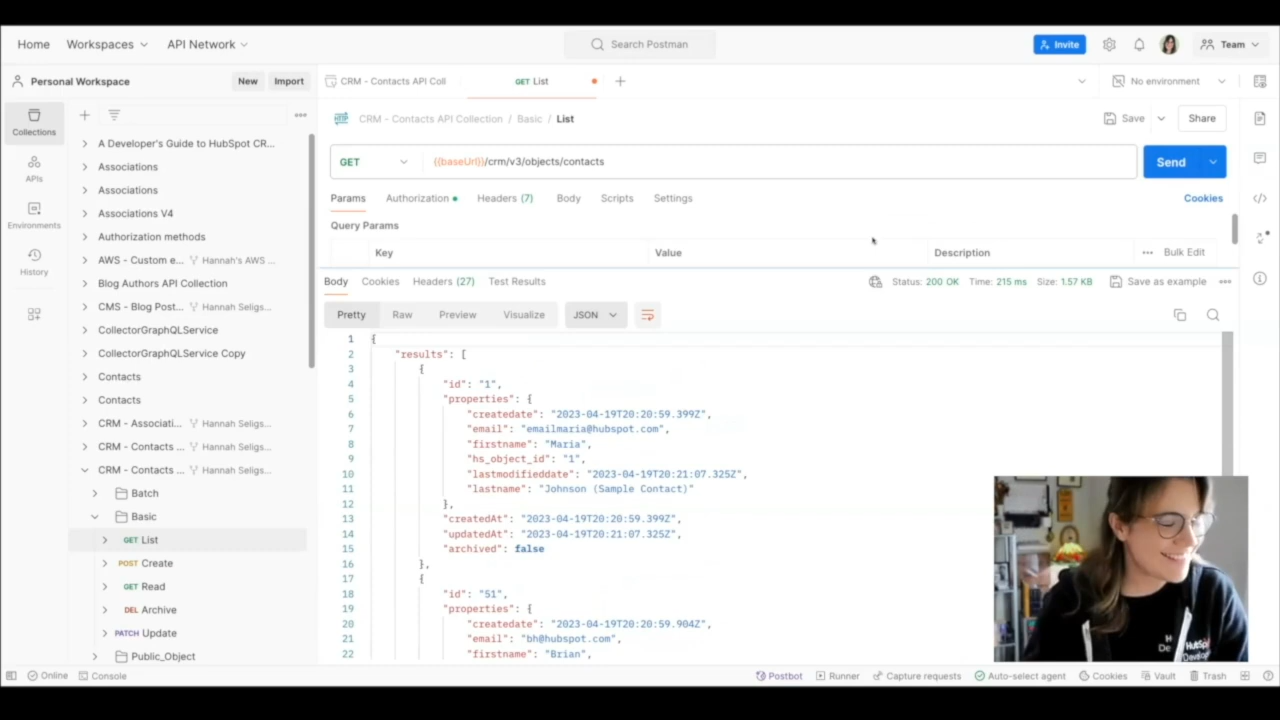 Home Workspaces API Network Search Postman Invite Team
Personal Workspace New Import CRM - Contacts API Coll GET List No environment
Collections
APIs
Environments
History
A Developer's Guide to HubSpot CR...
Associations
Associations
Associations V4
Authorization methods
AWS - Custom e... Hannah's AWS ...
Blog Authors API Collection
CMS - Blog Post... Hannah Seligs...
CollectorGraphQLService
CollectorGraphQLService Copy
Contacts
Contacts
CRM - Associati... Hannah Seligs...
CRM - Contacts ... Hannah Seligs...
CRM - Contacts ... Hannah Seligs...
Batch
Basic
GET List
POST Create
GET Read
DEL Archive
PATCH Update
Public_Object
HTTP CRM - Contacts API Collection / Basic / List Save Share
GET {{baseUrl}}/crm/v3/objects/contacts Send
Params Authorization Headers (7) Body Scripts Settings Cookies
Query Params
Key Value Description Bulk Edit
Body Cookies Headers (27) Test Results Status: 200 OK Time: 215 ms Size: 1.57 KB Save as example
Pretty Raw Preview Visualize JSON
1 {
2 "results": [
3 {
4 "id": "1",
5 "properties": {
6 "createdate": "2023-04-19T20:20:59.399Z",
7 "email": "emailmaria@hubspot.com",
8 "firstname": "Maria",
9 "hs_object_id": "1",
10 "lastmodifieddate": "2023-04-19T20:21:07.325Z",
11 "lastname": "Johnson (Sample Contact)"
12 },
13 "createdAt": "2023-04-19T20:20:59.399Z",
14 "updatedAt": "2023-04-19T20:21:07.325Z",
15 "archived": false
16 },
17 {
18 "id": "51",
19 "properties": {
20 "createdate": "2023-04-19T20:20:59.904Z",
21 "email": "bh@hubspot.com",
22 "firstname": "Brian",
Online Console Postbot Runner Capture requests Auto-select agent Cookies Vault Trash